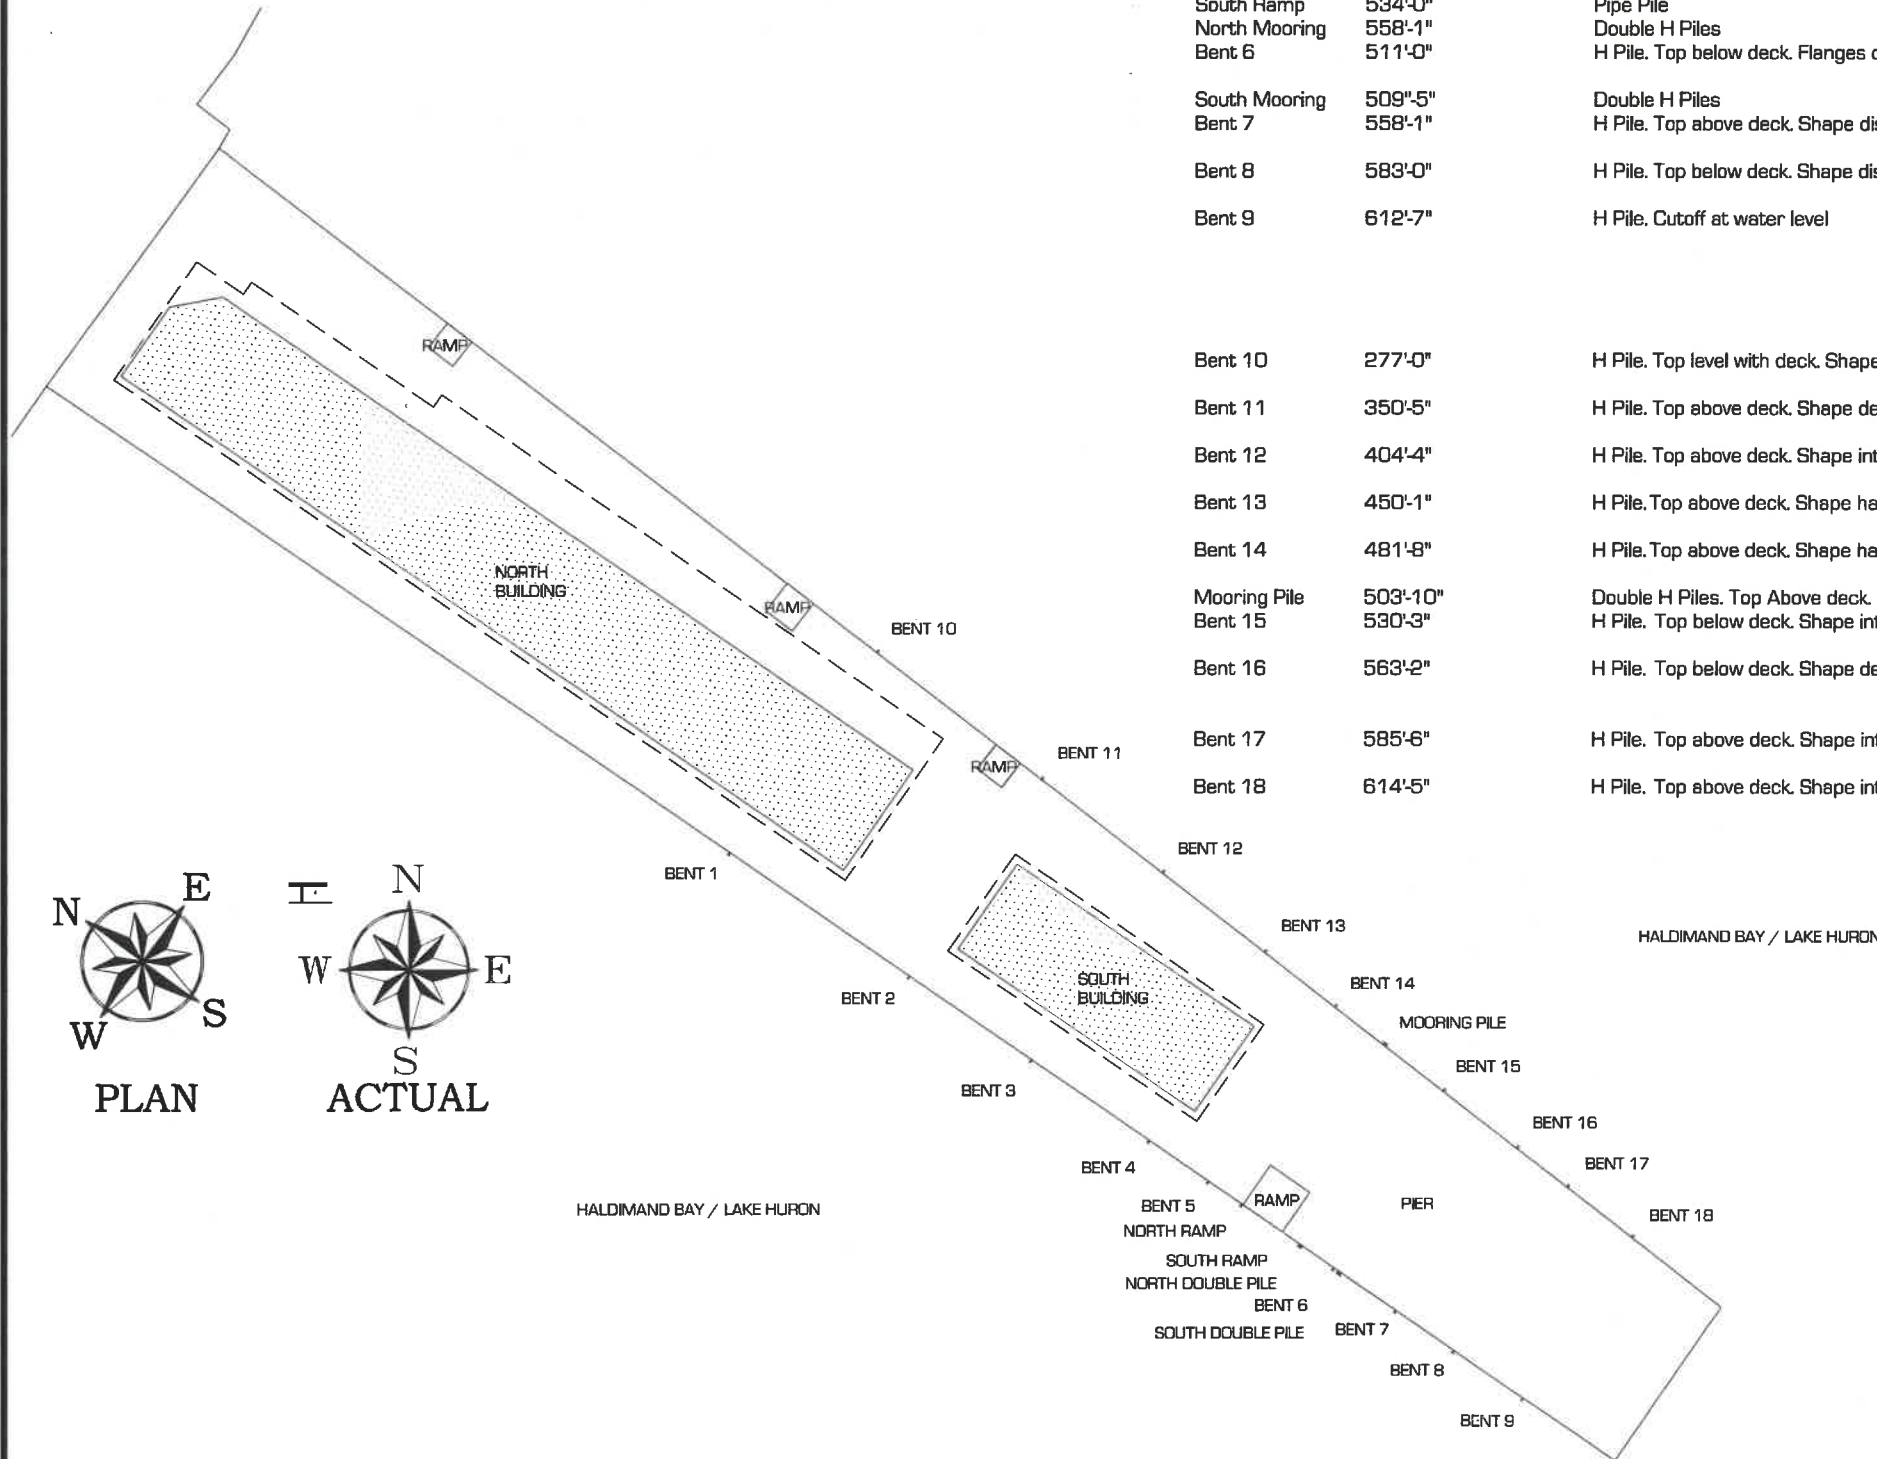 South Ramp 534'-0" Pipe Pile
North Mooring 558'-1" Double H Piles
Bent 6 511'-0" H Pile. Top below deck. Flanges
South Mooring 509"-5" Double H Piles
Bent 7 558'-1" H Pile. Top above deck. Shape
Bent 8 583'-0" H Pile. Top below deck. Shape
Bent 9 612'-7" H Pile. Cutoff at water level
Bent 10 277'-0" H Pile. Top level with deck. Shape
Bent 11 350'-5" H Pile. Top above deck. Shape
Bent 12 404'-4" H Pile. Top above deck. Shape
Bent 13 450'-1" H Pile. Top above deck. Shape
Bent 14 481'-8" H Pile. Top above deck. Shape
Mooring Pile 503'-10" Double H Piles. Top Above deck.
Bent 15 530'-3" H Pile. Top below deck. Shape
Bent 16 563'-2" H Pile. Top below deck. Shape
Bent 17 585'-6" H Pile. Top above deck. Shape
Bent 18 614'-5" H Pile. Top above deck. Shape
RAMP
NORTH
BUILDING
RAMP
BENT 10
RAMP
BENT 11
BENT 12
BENT 13
BENT 14
MOORING PILE
BENT 15
BENT 16
BENT 17
BENT 18
HALDIMAND BAY / LAKE HURON
BENT 1
BENT 2
BENT 3
BENT 4
BENT 5
NORTH RAMP
SOUTH RAMP
NORTH DOUBLE PILE
BENT 6
SOUTH DOUBLE PILE
BENT 7
BENT 8
BENT 9
SOUTH
BUILDING
RAMP
PIER
HALDIMAND BAY / LAKE HURON
N
E
W
S
PLAN
N
W
E
S
ACTUAL